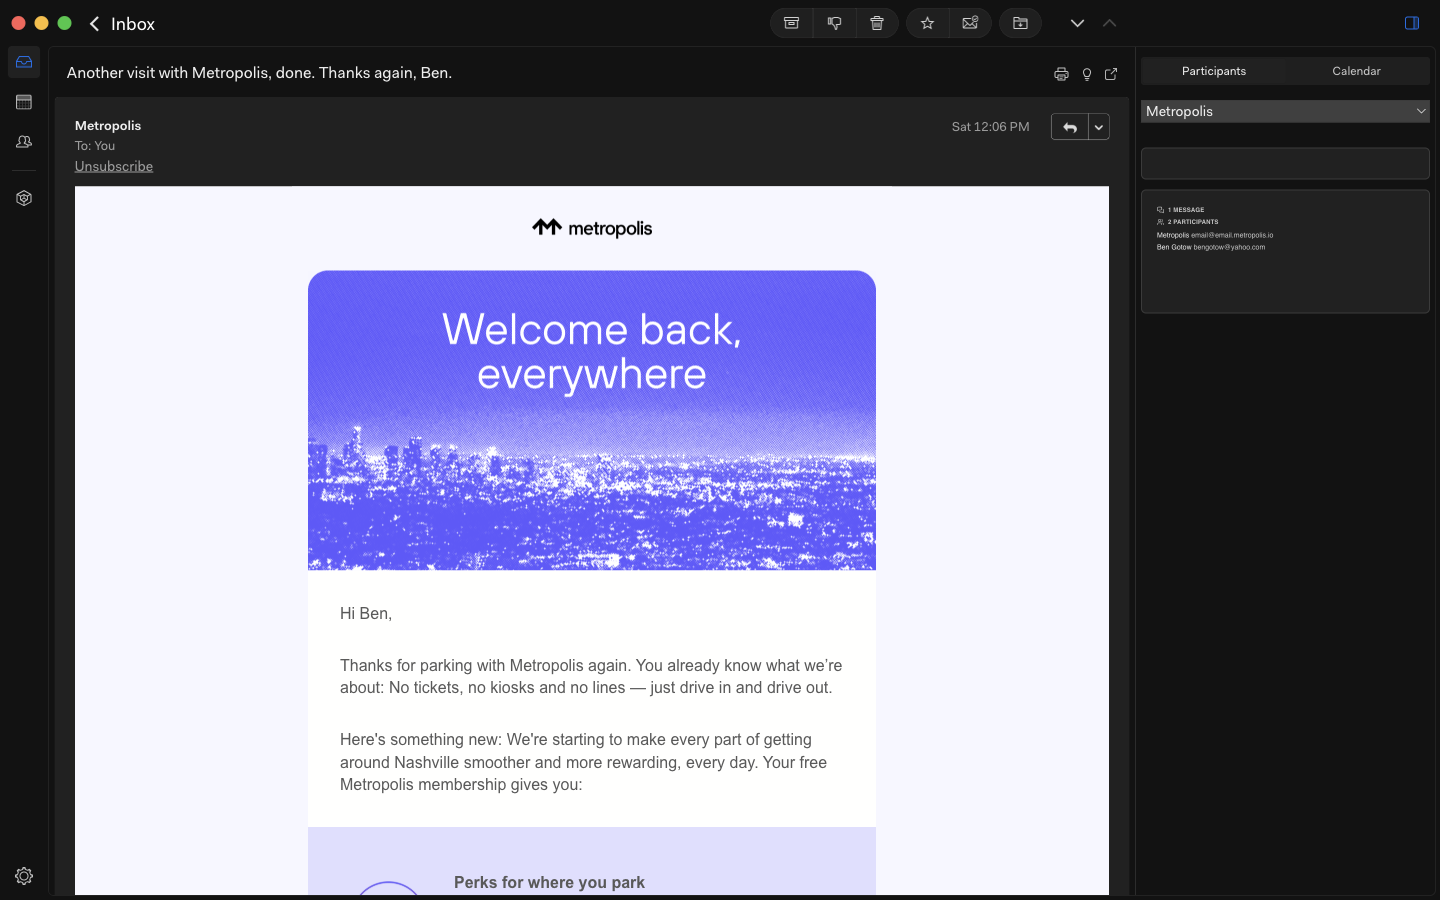 Inbox
Another visit with Metropolis, done. Thanks again, Ben.
Metropolis
Sat 12:06 PM
To: You
Unsubscribe
metropolis
Welcome back,
everywhere
Hi Ben,
Thanks for parking with Metropolis again. You already know what we’re
about: No tickets, no kiosks and no lines — just drive in and drive out.
Here's something new: We're starting to make every part of getting
around Nashville smoother and more rewarding, every day. Your free
Metropolis membership gives you:
Perks for where you park
Participants
Calendar
Metropolis
1 MESSAGE
2 PARTICIPANTS
Metropolis email@email.metropolis.io
Ben Gotow bengotow@yahoo.com